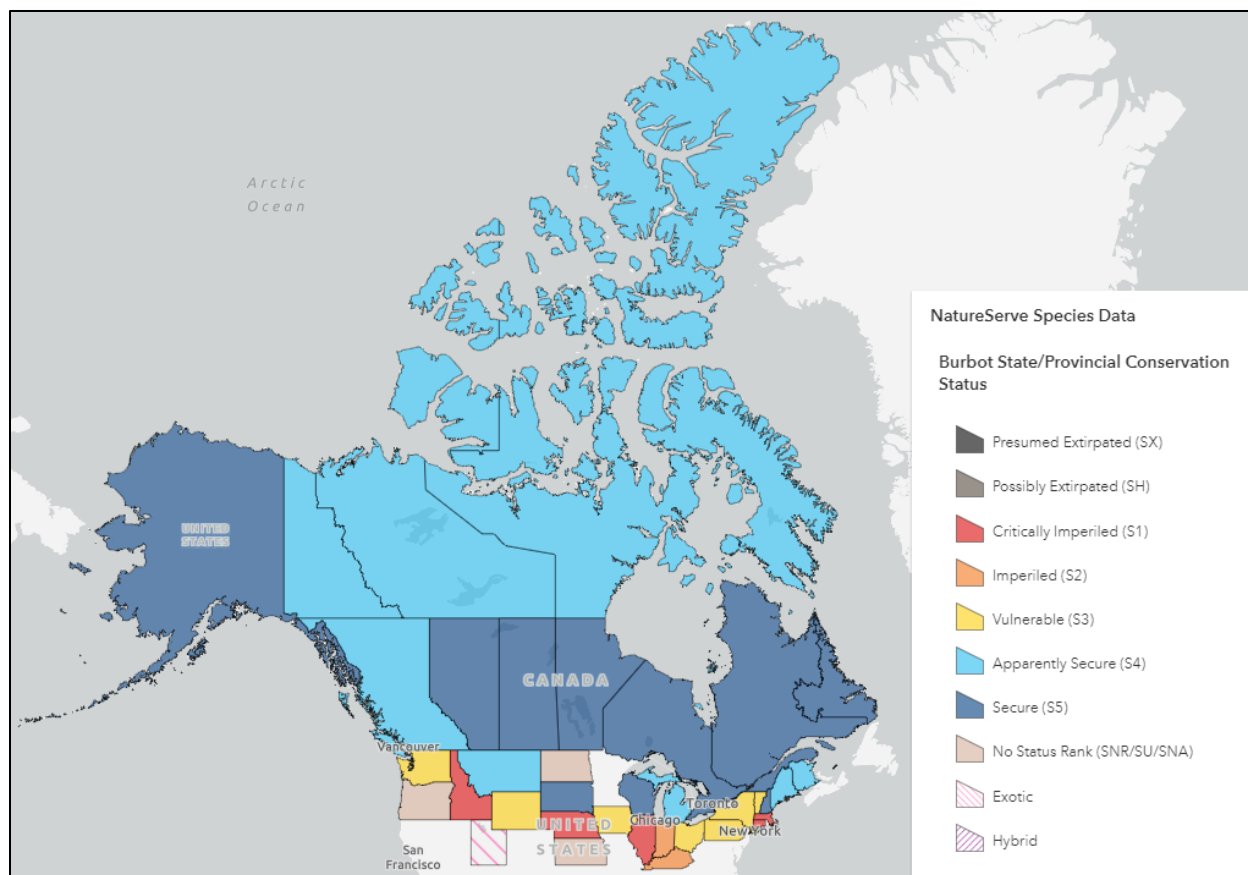 Arctic
Ocean
UNITED
STATES
CANADA
Vancouver
Toronto
Chicago
New York
UNITED
STATES
San
Francisco
NatureServe Species Data
Burbot State/Provincial Conservation
Status
Presumed Extirpated (SX)
Possibly Extirpated (SH)
Critically Imperiled (S1)
Imperiled (S2)
Vulnerable (S3)
Apparently Secure (S4)
Secure (S5)
No Status Rank (SNR/SU/SNA)
Exotic
Hybrid